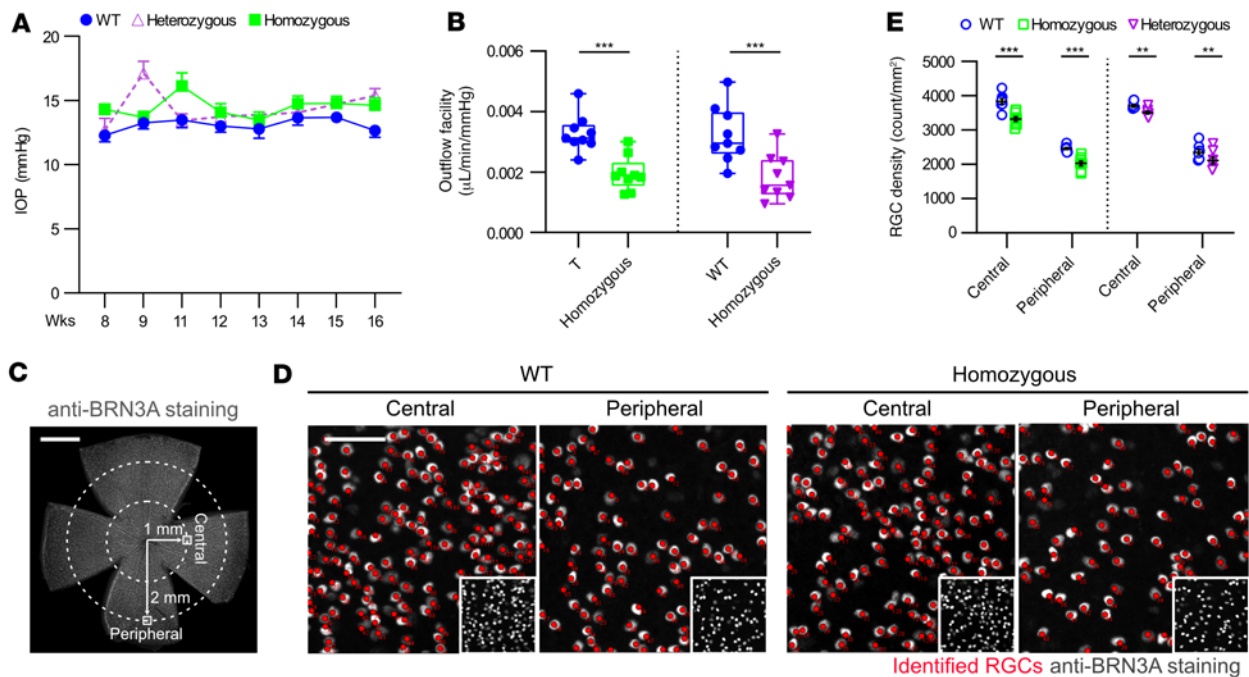 A
WT Heterozygous Homozygous
20
15
10
5
0
IOP (mmHg)
Wks 8 9 11 12 13 14 15 16
B
*** ***
0.006
0.004
0.002
0.000
Outflow facility
(μL/min/mmHg)
T Homozygous WT Homozygous
E
WT Homozygous Heterozygous
*** *** ** **
5000
4000
3000
2000
1000
0
RGC density (count/mm²)
Central Peripheral Central Peripheral
C
anti-BRN3A staining
1 mm
Central
2 mm
Peripheral
D
WT Homozygous
Central Peripheral Central Peripheral
Identified RGCs anti-BRN3A staining